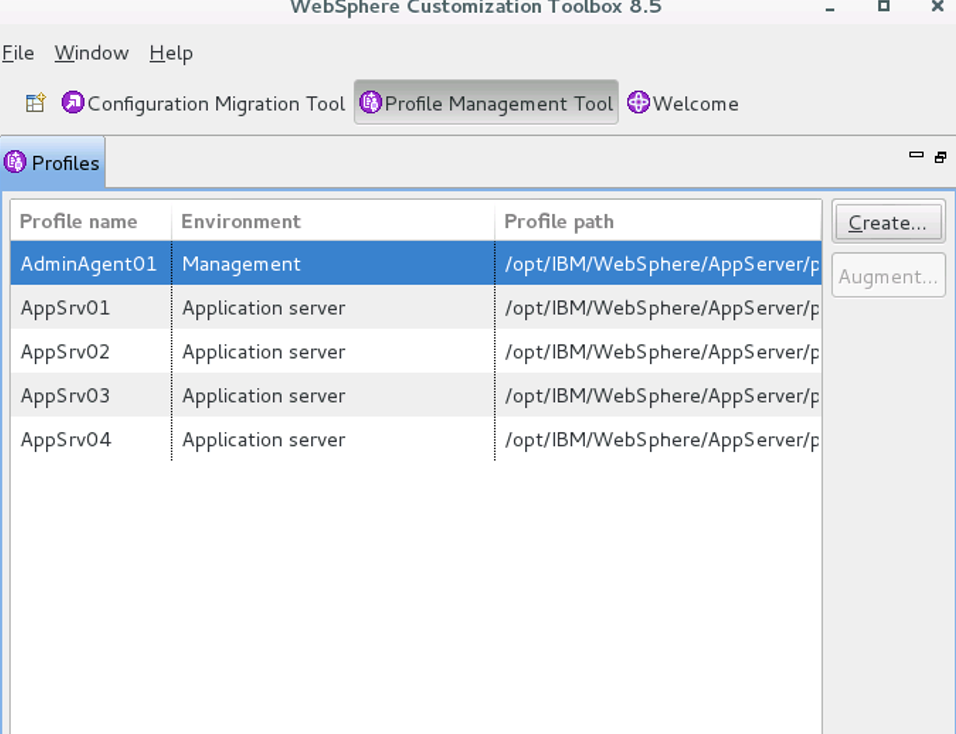 WebSphere Customization Toolbox 8.5
File Window Help
Configuration Migration Tool Profile Management Tool Welcome
Profiles
Profile name Environment Profile path Create...
AdminAgent01 Management /opt/IBM/WebSphere/AppServer/p Augment...
AppSrv01 Application server /opt/IBM/WebSphere/AppServer/p
AppSrv02 Application server /opt/IBM/WebSphere/AppServer/p
AppSrv03 Application server /opt/IBM/WebSphere/AppServer/p
AppSrv04 Application server /opt/IBM/WebSphere/AppServer/p